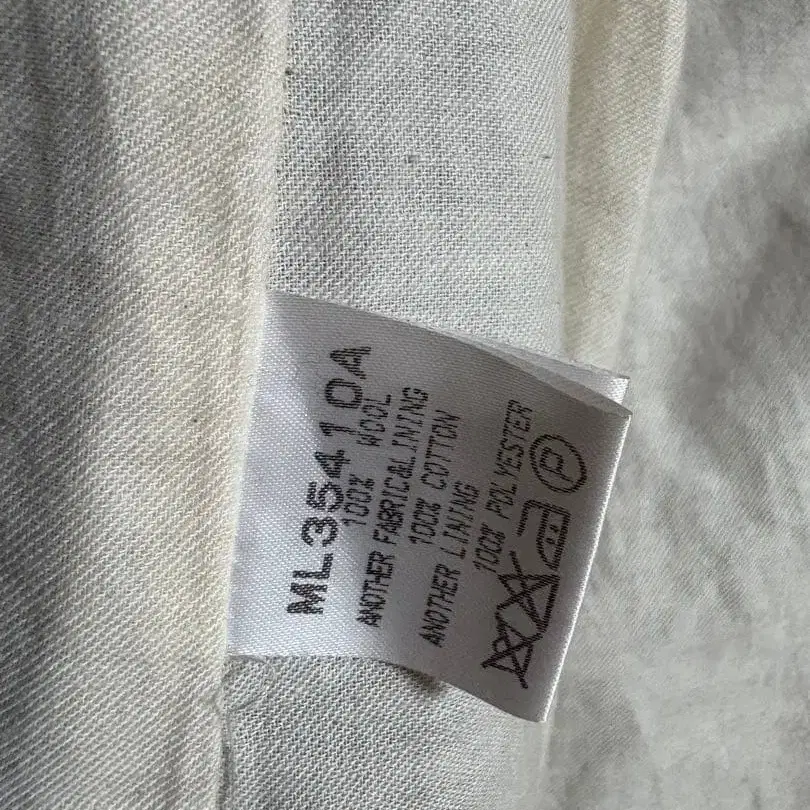 ML35410A
100% WOOL
ANOTHER FABRIC&LINING
100% COTTON
ANOTHER LINING
100% POLYESTER
P